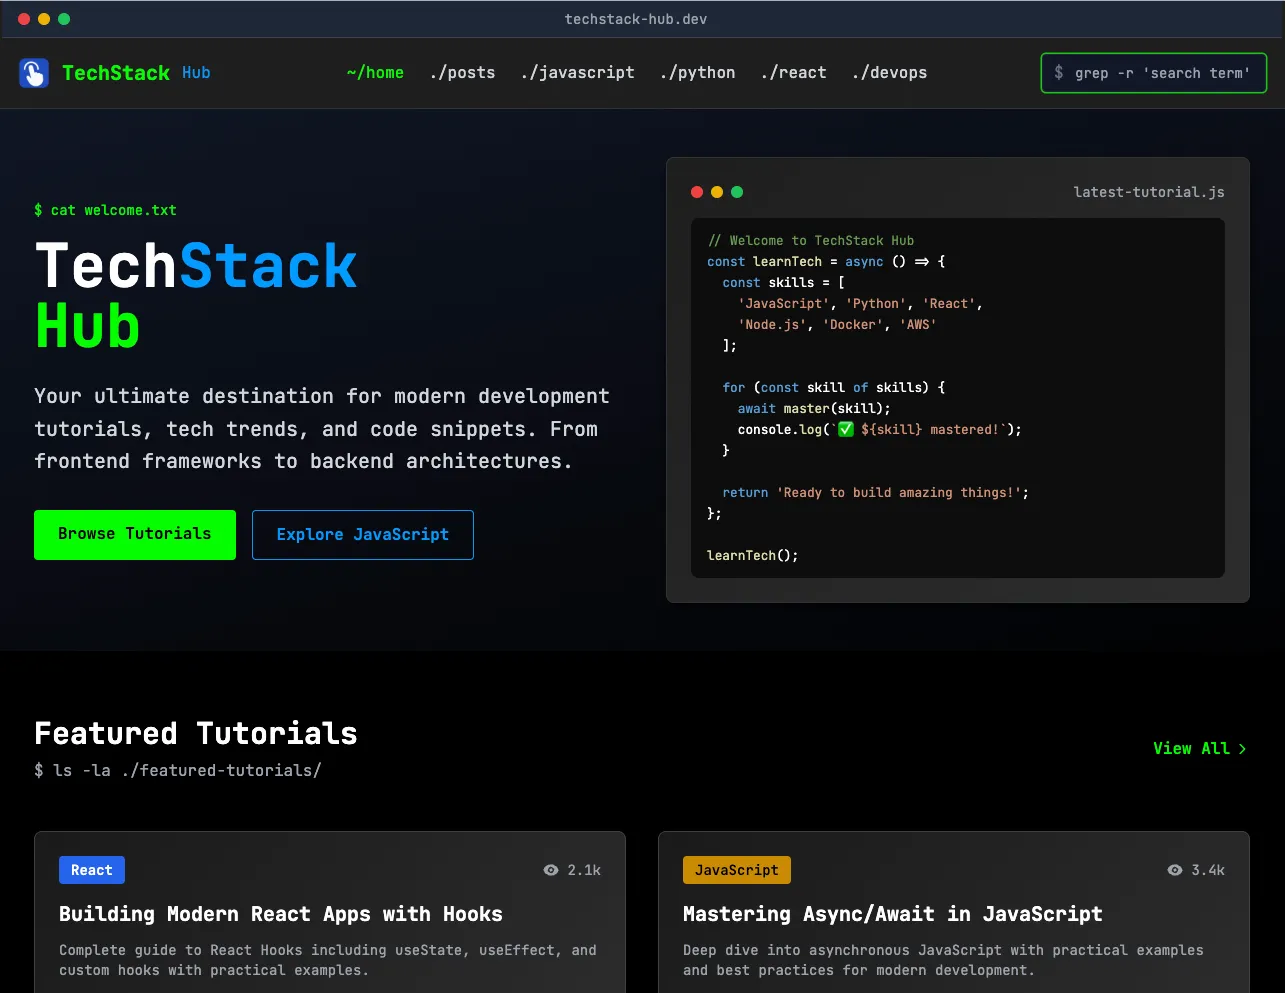 techstack-hub.dev
TechStack Hub
~/home ./posts ./javascript ./python ./react ./devops
$ grep -r 'search term'
$ cat welcome.txt
TechStack
Hub
Your ultimate destination for modern development
tutorials, tech trends, and code snippets. From
frontend frameworks to backend architectures.
Browse Tutorials
Explore JavaScript
latest-tutorial.js
// Welcome to TechStack Hub
const learnTech = async () => {
  const skills = [
    'JavaScript', 'Python', 'React',
    'Node.js', 'Docker', 'AWS'
  ];
  for (const skill of skills) {
    await master(skill);
    console.log(`✅ ${skill} mastered!`);
  }
  return 'Ready to build amazing things!';
};
learnTech();
Featured Tutorials
$ ls -la ./featured-tutorials/
View All >
React
2.1k
Building Modern React Apps with Hooks
Complete guide to React Hooks including useState, useEffect, and
custom hooks with practical examples.
JavaScript
3.4k
Mastering Async/Await in JavaScript
Deep dive into asynchronous JavaScript with practical examples
and best practices for modern development.